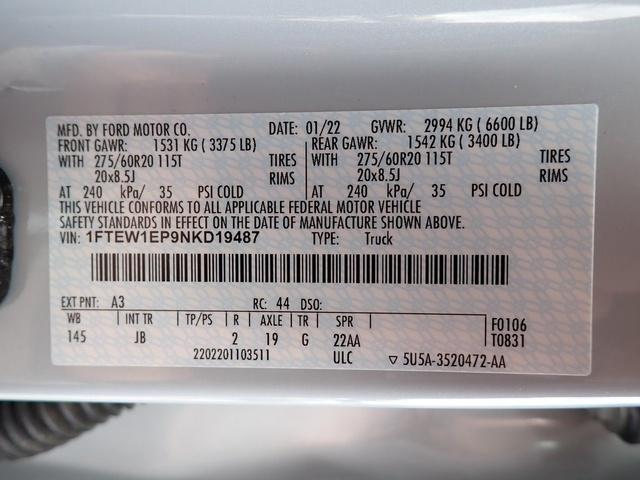 MFD. BY FORD MOTOR CO. DATE: 01/22 GVWR: 2994 KG ( 6600 LB)
FRONT GAWR: 1531 KG ( 3375 LB) REAR GAWR: 1542 KG ( 3400 LB)
WITH 275/60R20 115T TIRES WITH 275/60R20 115T TIRES
20x8.5J RIMS 20x8.5J RIMS
AT 240 kPa/ 35 PSI COLD AT 240 kPa/ 35 PSI COLD
THIS VEHICLE CONFORMS TO ALL APPLICABLE FEDERAL MOTOR VEHICLE
SAFETY STANDARDS IN EFFECT ON THE DATE OF MANUFACTURE SHOWN ABOVE.
VIN: 1FTEW1EP9NKD19487 TYPE: Truck
EXT PNT: A3 RC: 44 DSO:
WB INT TR TP/PS R AXLE TR SPR F0106
145 JB 2 19 G 22AA T0831
2202201103511 ULC ▽ 5U5A-3520472-AA